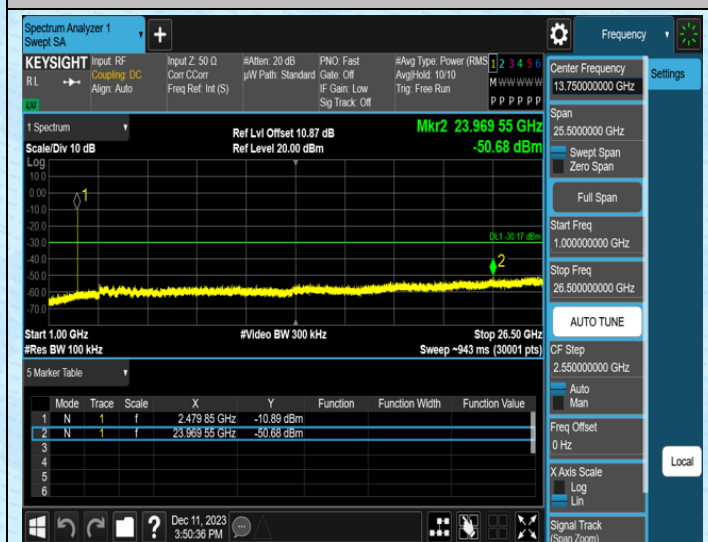 Spectrum Analyzer 1
Swept SA
Frequency
KEYSIGHT
RL
LXI
Input: RF
Coupling: DC
Align: Auto
Input Z: 50 Ω
Corr CCorr
Freq Ref: Int (S)
#Atten: 20 dB
µW Path: Standard
PNO: Fast
Gate: Off
IF Gain: Low
Sig Track: Off
#Avg Type: Power (RMS
Avg|Hold: 10/10
Trig: Free Run
1 2 3 4 5 6
M W W W W W
P P P P P P
1 Spectrum
Scale/Div 10 dB
Ref Lvl Offset 10.87 dB
Ref Level 20.00 dBm
Mkr2 23.969 55 GHz
-50.68 dBm
Log
10.0
0.00
-10.0
-20.0
-30.0
-40.0
-50.0
-60.0
-70.0
1
DL1 -30.17 dBm
2
Start 1.00 GHz
#Video BW 300 kHz
Stop 26.50 GHz
#Res BW 100 kHz
Sweep ~943 ms (30001 pts)
5 Marker Table
Mode Trace Scale X Y Function Function Width Function Value
1 N 1 f 2.479 85 GHz -10.89 dBm
2 N 1 f 23.969 55 GHz -50.68 dBm
3
4
5
6
Dec 11, 2023
3:50:36 PM
Center Frequency
13.750000000 GHz
Span
25.5000000 GHz
Swept Span
Zero Span
Full Span
Start Freq
1.000000000 GHz
Stop Freq
26.500000000 GHz
AUTO TUNE
CF Step
2.550000000 GHz
Auto
Man
Freq Offset
0 Hz
X Axis Scale
Log
Lin
Signal Track
(Span Zoom)
Settings
Local